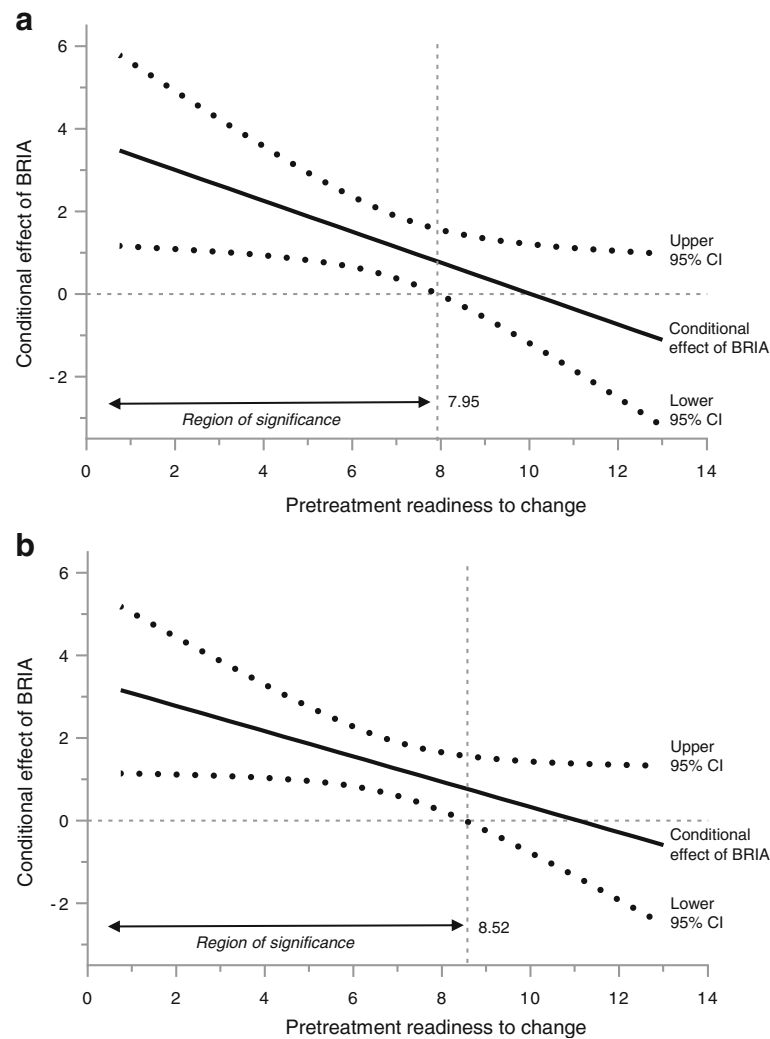 a
6
4
2
0
-2
Conditional effect of BRIA
Upper
95% CI
Conditional
effect of BRIA
Lower
95% CI
7.95
Region of significance
0 2 4 6 8 10 12 14
Pretreatment readiness to change
b
6
4
2
0
-2
Conditional effect of BRIA
Upper
95% CI
Conditional
effect of BRIA
Lower
95% CI
8.52
Region of significance
0 2 4 6 8 10 12 14
Pretreatment readiness to change